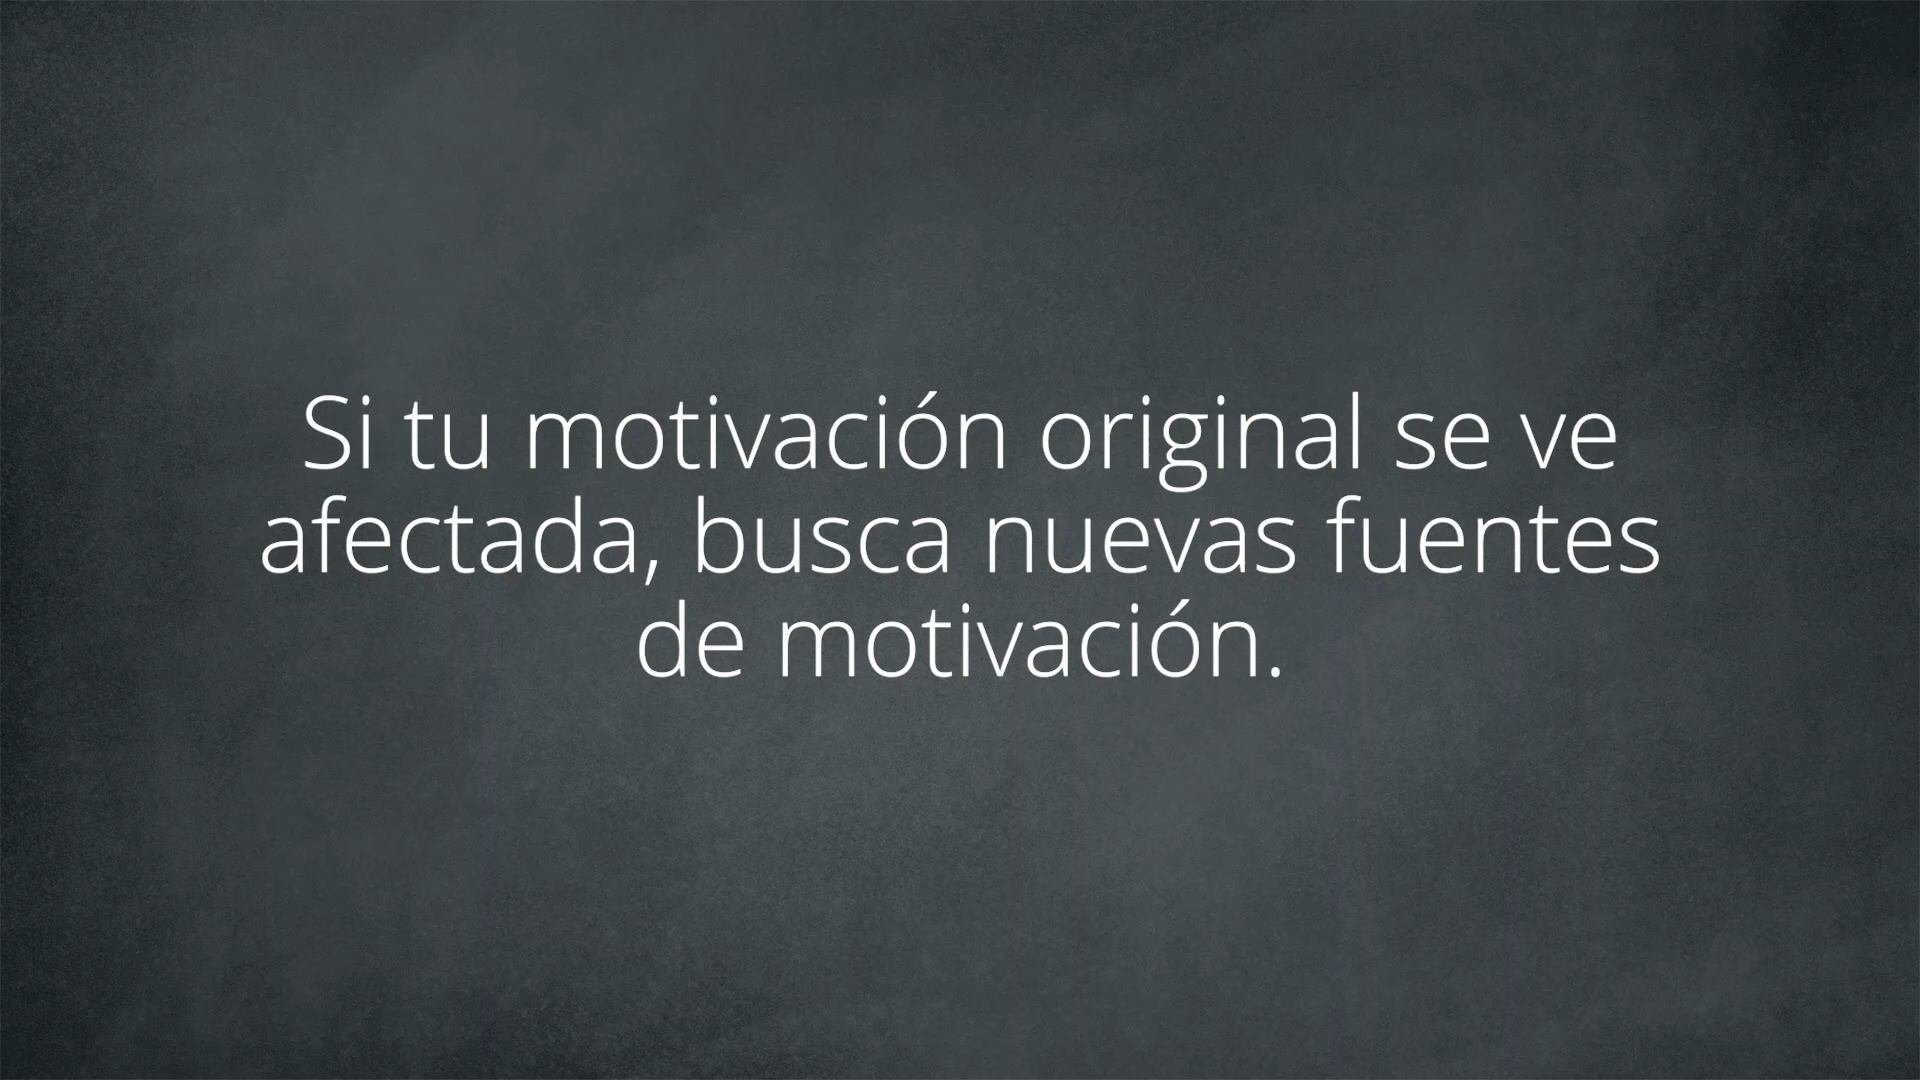 Si tu motivación original se ve
afectada, busca nuevas fuentes
de motivación.